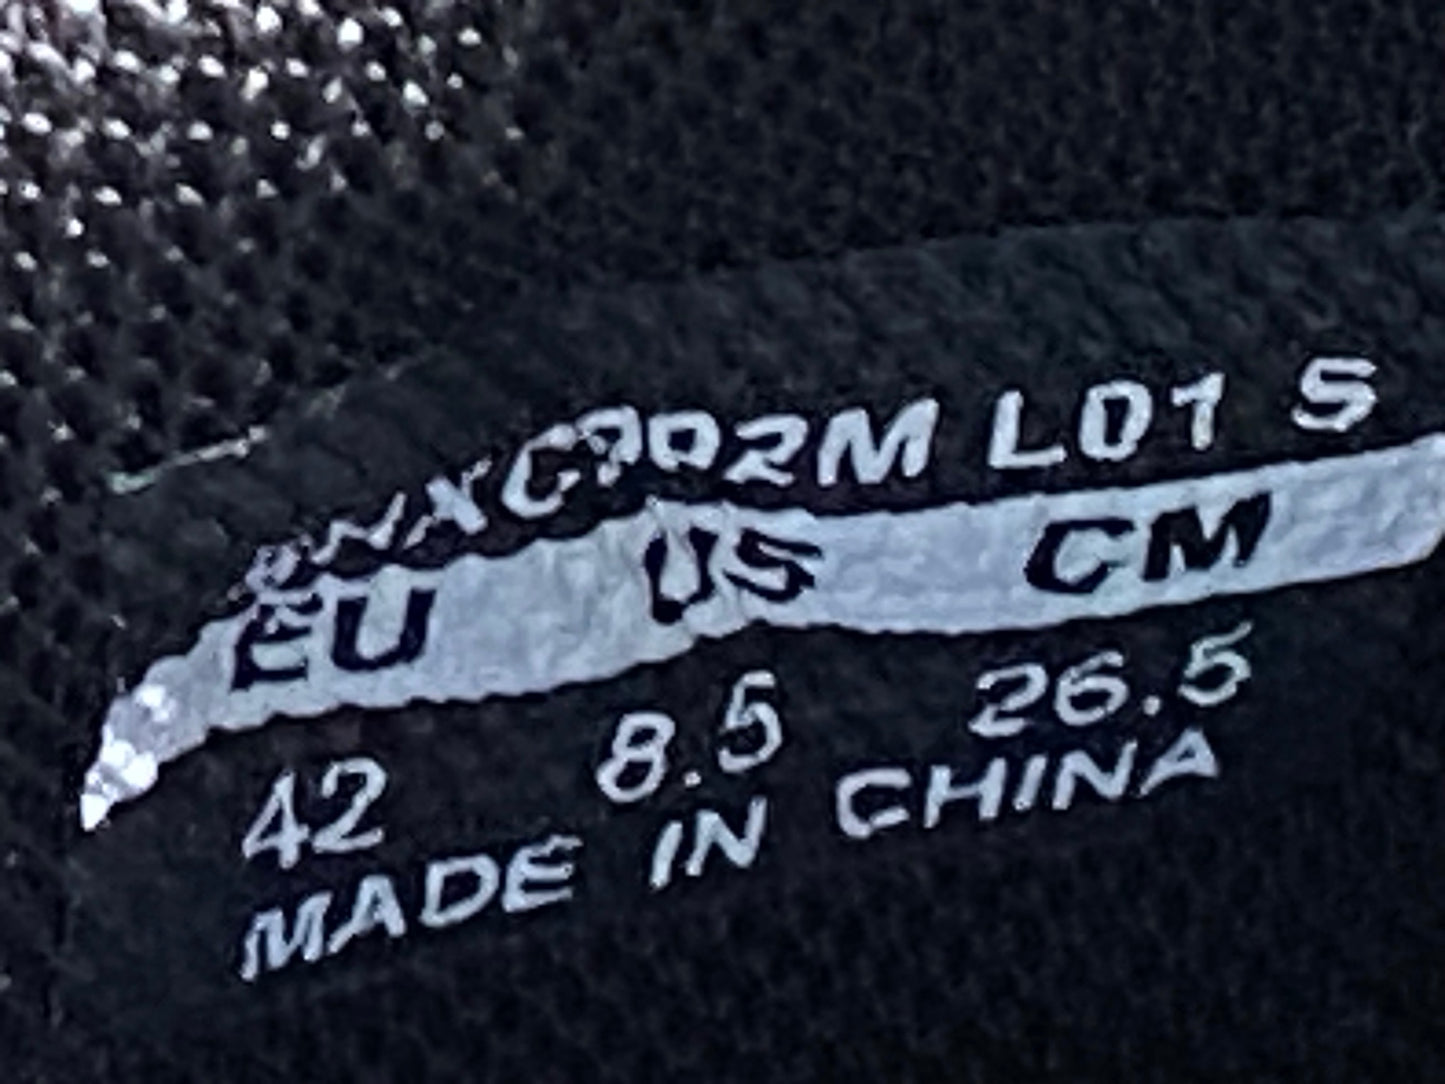 L01 S
EU US CM
42 8.5 26.5
MADE IN CHINA